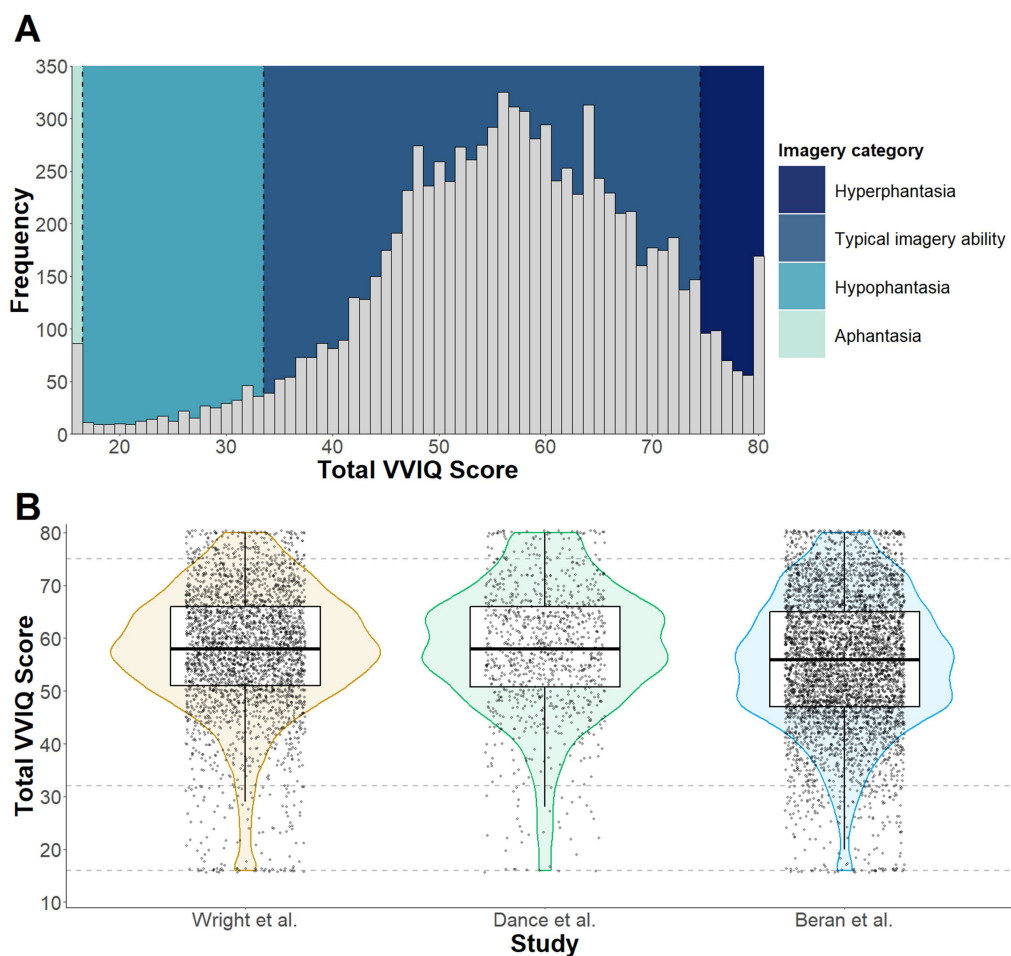 A
350
300
250
200
150
100
50
0
Frequency
20 30 40 50 60 70 80
Total VVIQ Score
Imagery category
Hyperphantasia
Typical imagery ability
Hypophantasia
Aphantasia
B
80
70
60
50
40
30
20
10
Total VVIQ Score
Wright et al. Dance et al. Beran et al.
Study